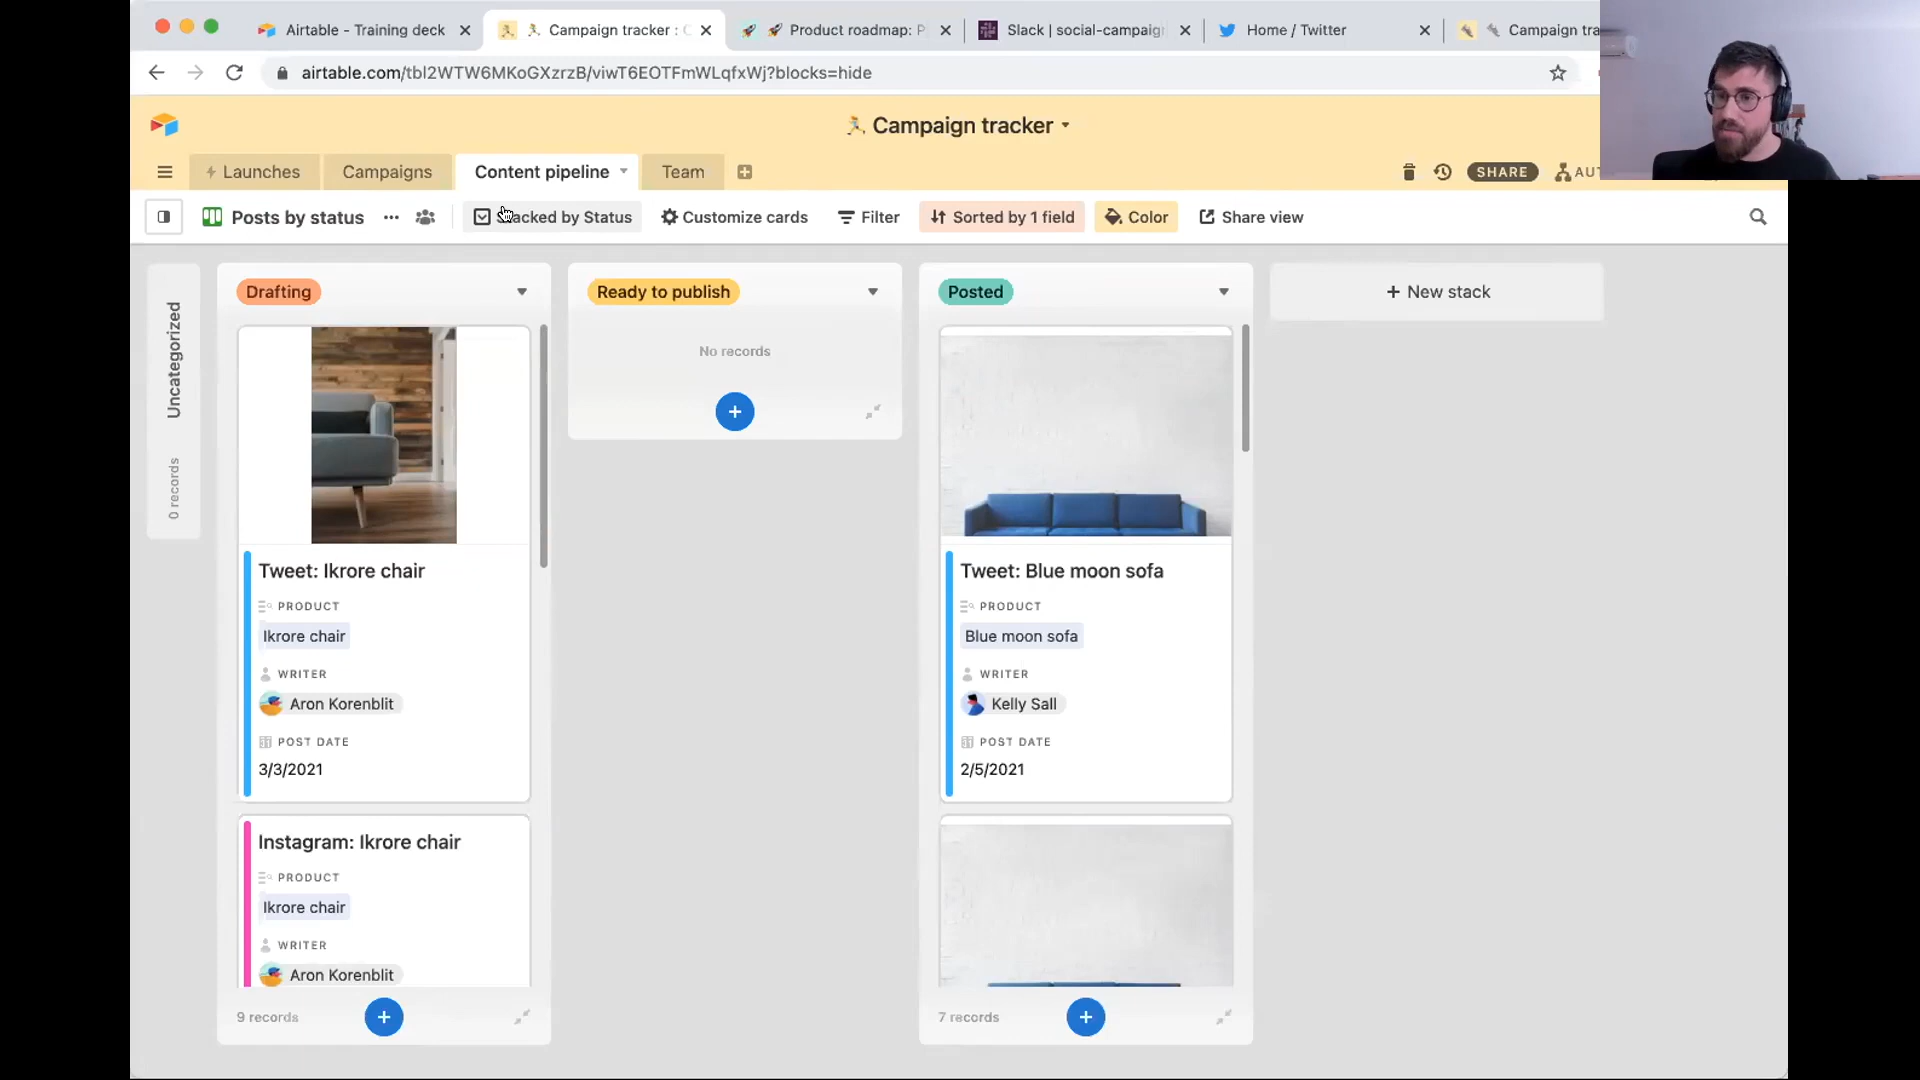 Airtable - Training deck
Campaign tracker : C
Product roadmap: P
Slack | social-campaign
Home / Twitter
Campaign tra
airtable.com/tbl2WTW6MKoGXzrzB/viwT6EOTFmWLqfxWj?blocks=hide
Campaign tracker
Launches
Campaigns
Content pipeline
Team
SHARE
AUT
Posts by status
Stacked by Status
Customize cards
Filter
Sorted by 1 field
Color
Share view
Uncategorized
0 records
Drafting
Tweet: Ikrore chair
PRODUCT
Ikrore chair
WRITER
Aron Korenblit
POST DATE
3/3/2021
Instagram: Ikrore chair
PRODUCT
Ikrore chair
WRITER
Aron Korenblit
9 records
Ready to publish
No records
Posted
Tweet: Blue moon sofa
PRODUCT
Blue moon sofa
WRITER
Kelly Sall
POST DATE
2/5/2021
7 records
+ New stack